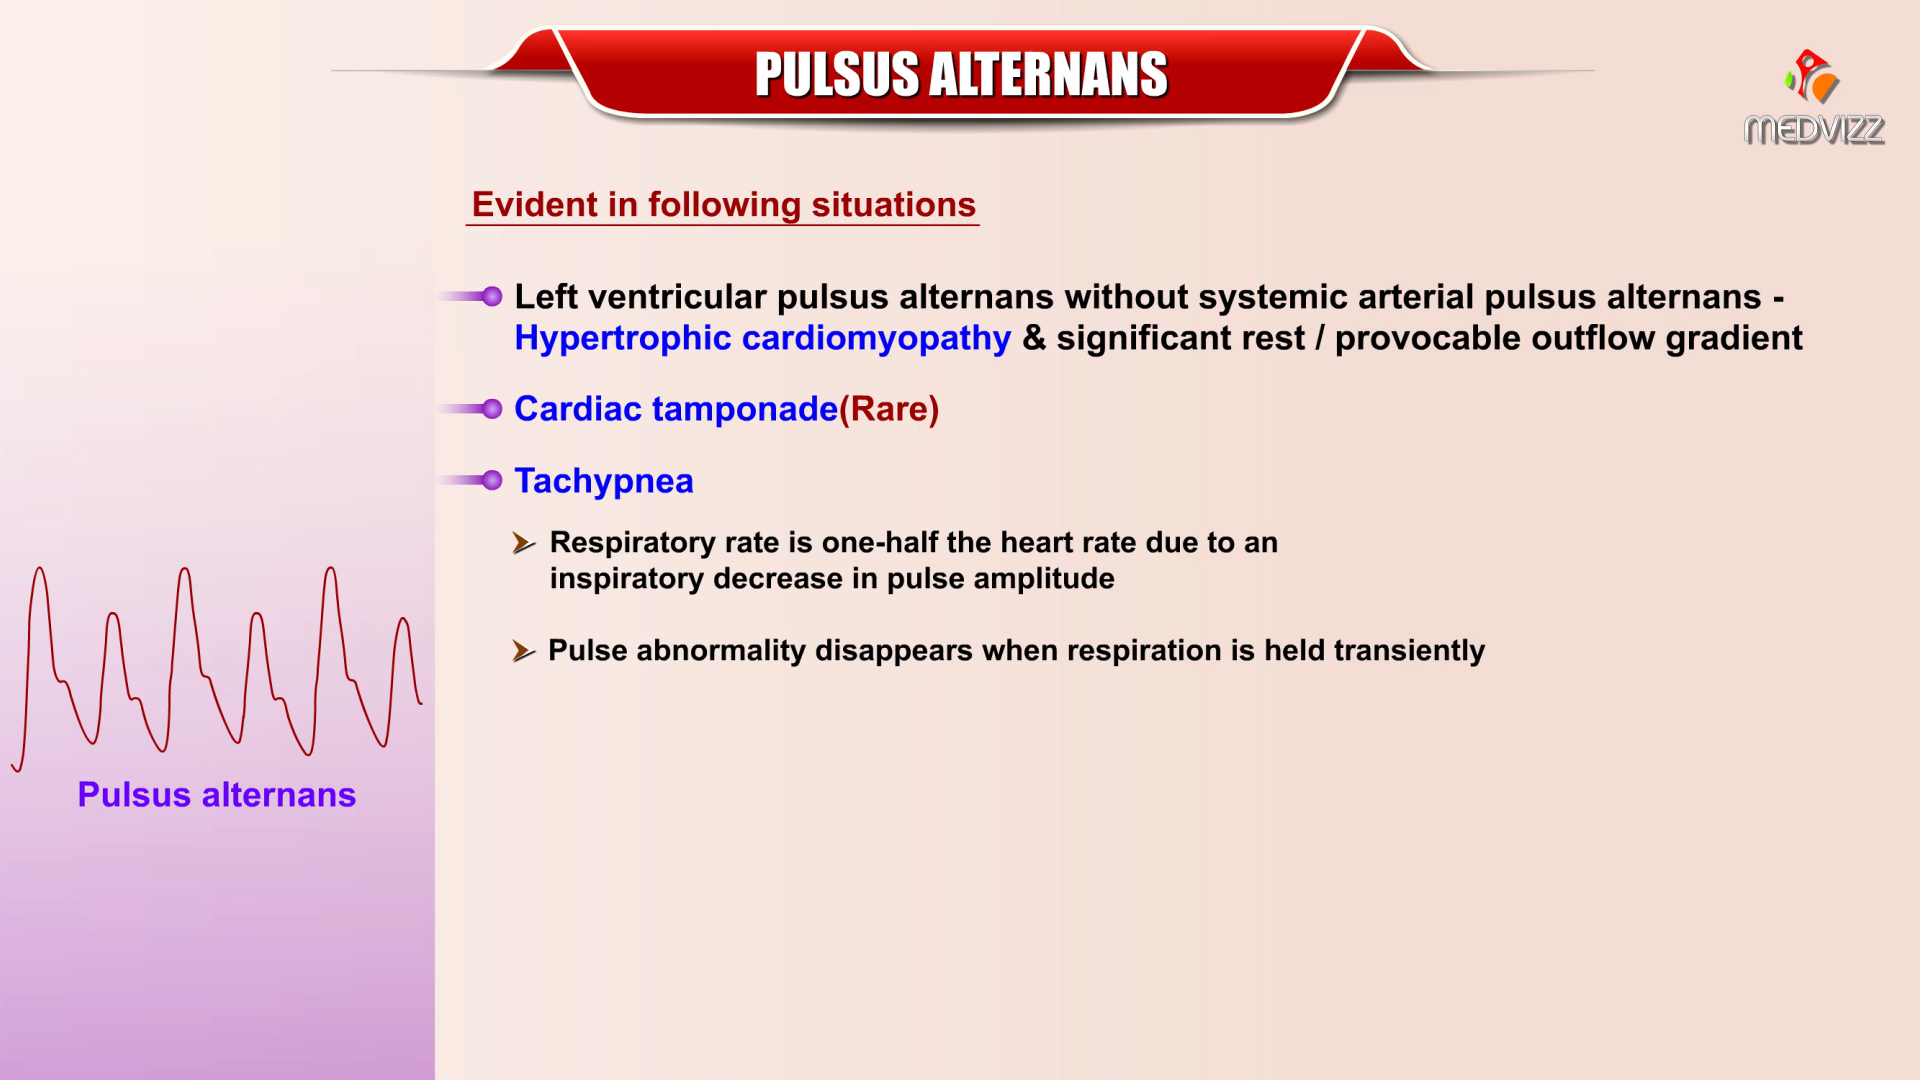 PULSUS ALTERNANS
MEDVIZZ
Evident in following situations
Left ventricular pulsus alternans without systemic arterial pulsus alternans -
Hypertrophic cardiomyopathy & significant rest / provocable outflow gradient
Cardiac tamponade(Rare)
Tachypnea
Respiratory rate is one-half the heart rate due to an
inspiratory decrease in pulse amplitude
Pulse abnormality disappears when respiration is held transiently
Pulsus alternans